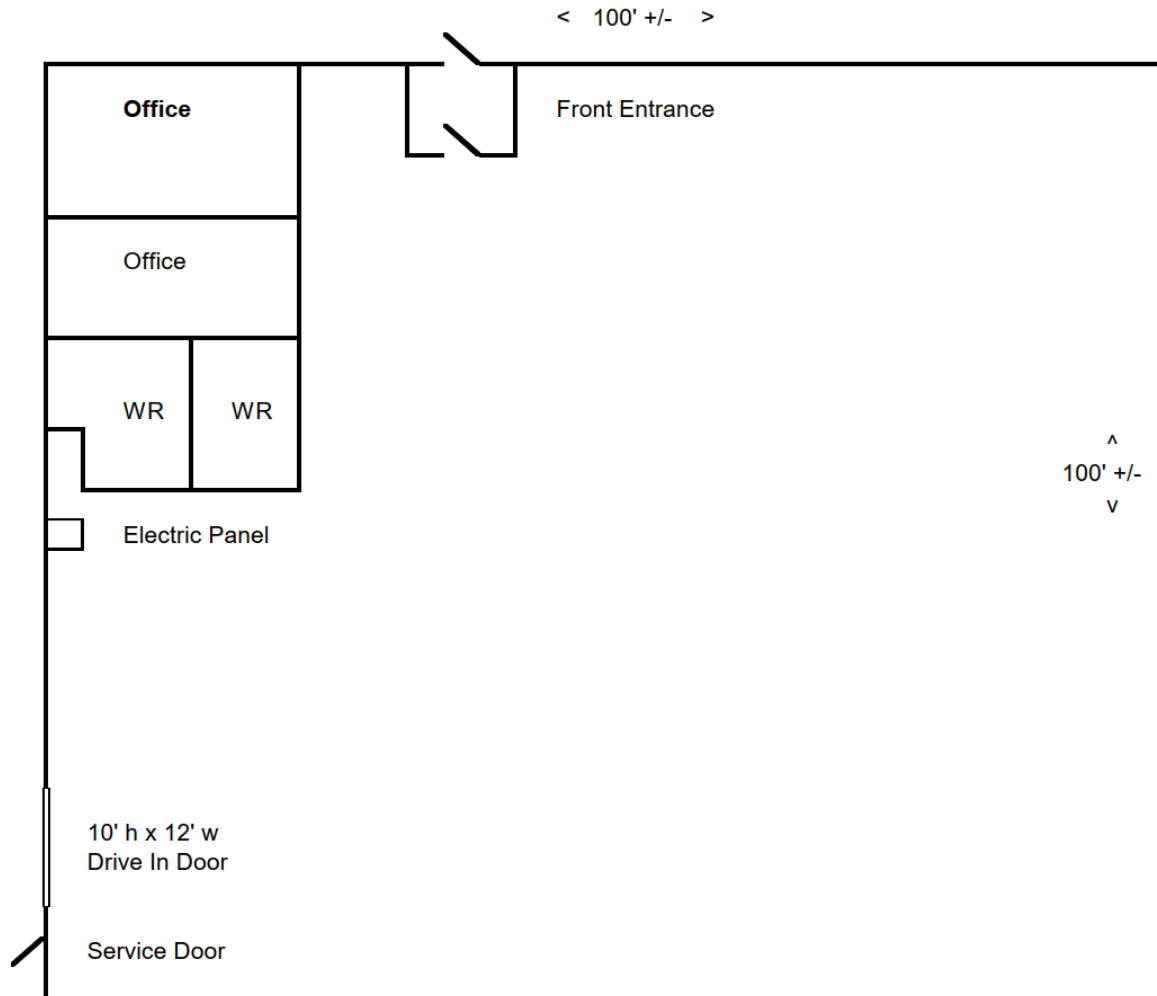 < 100' +/- >
Office
Front Entrance
Office
WR
WR
^
100' +/-
v
Electric Panel
10' h x 12' w
Drive In Door
Service Door